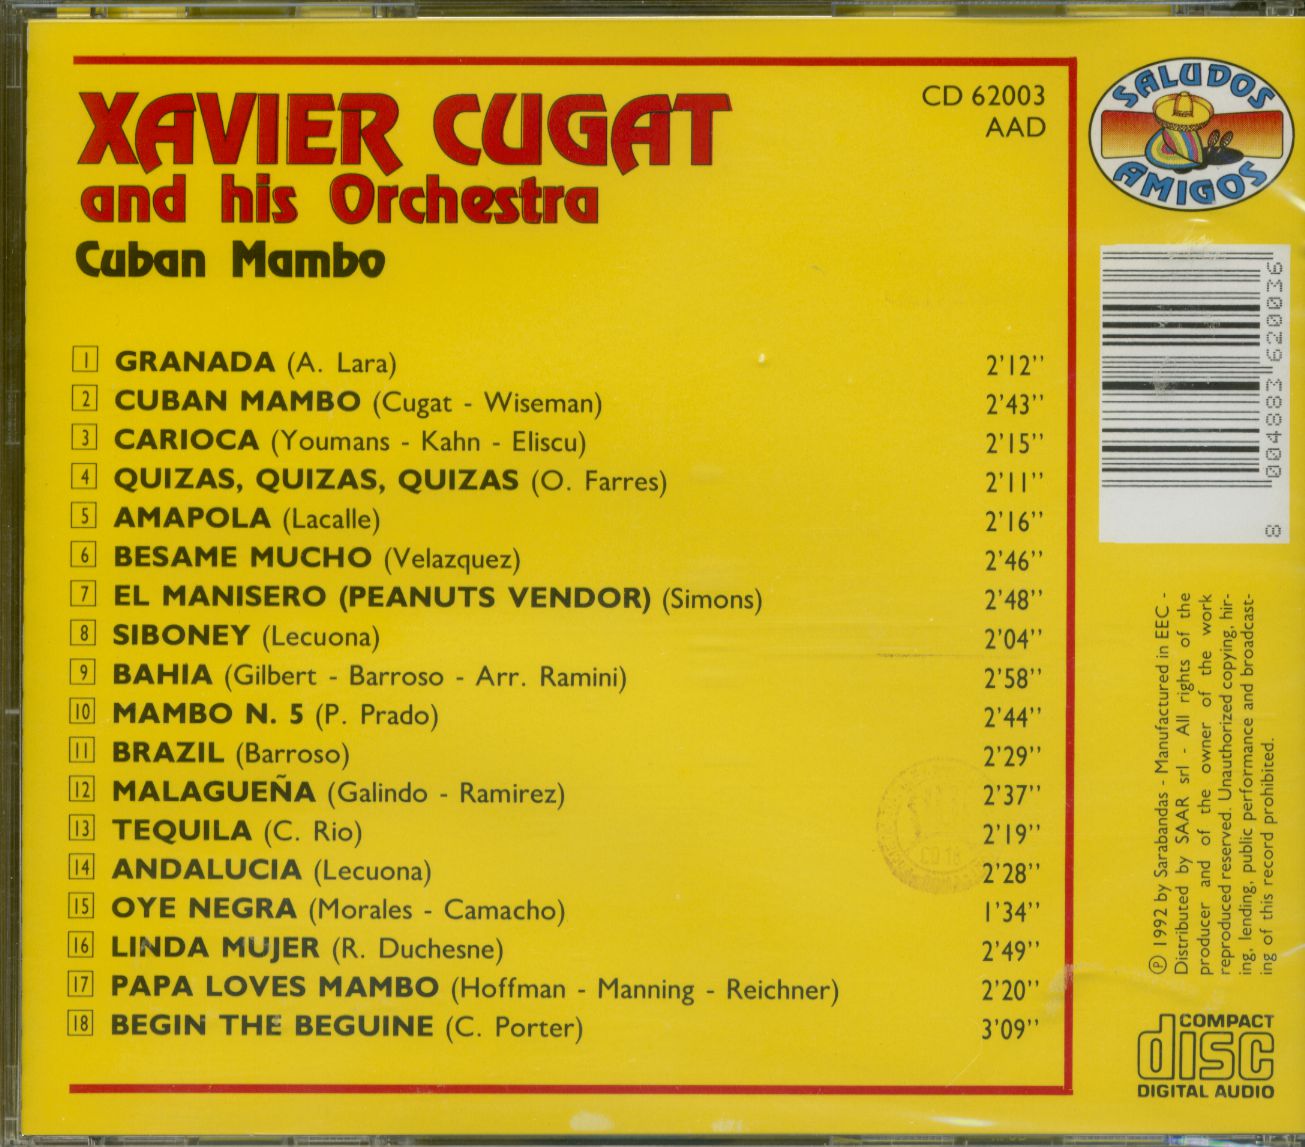 XAVIER CUGAT
and his Orchestra
Cuban Mambo
CD 62003
AAD
SALUDOS
AMIGOS
1 GRANADA (A. Lara) 2'12''
2 CUBAN MAMBO (Cugat - Wiseman) 2'43''
3 CARIOCA (Youmans - Kahn - Eliscu) 2'15''
4 QUIZAS, QUIZAS, QUIZAS (O. Farres) 2'11''
5 AMAPOLA (Lacalle) 2'16''
6 BESAME MUCHO (Velazquez) 2'46''
7 EL MANISERO (PEANUTS VENDOR) (Simons) 2'48''
8 SIBONEY (Lecuona) 2'04''
9 BAHIA (Gilbert - Barroso - Arr. Ramini) 2'58''
10 MAMBO N. 5 (P. Prado) 2'44''
11 BRAZIL (Barroso) 2'29''
12 MALAGUEÑA (Galindo - Ramirez) 2'37''
13 TEQUILA (C. Rio) 2'19''
14 ANDALUCIA (Lecuona) 2'28''
15 OYE NEGRA (Morales - Camacho) 1'34''
16 LINDA MUJER (R. Duchesne) 2'49''
17 PAPA LOVES MAMBO (Hoffman - Manning - Reichner) 2'20''
18 BEGIN THE BEGUINE (C. Porter) 3'09''
8 004883 620036
℗ 1992 by Sarabandas - Manufactured in EEC -
Distributed by SAAR srl - All rights of the
producer and of the owner of the work
reproduced reserved. Unauthorized copying, hir-
ing, lending, public performance and broadcast-
ing of this record prohibited.
COMPACT
disc
DIGITAL AUDIO